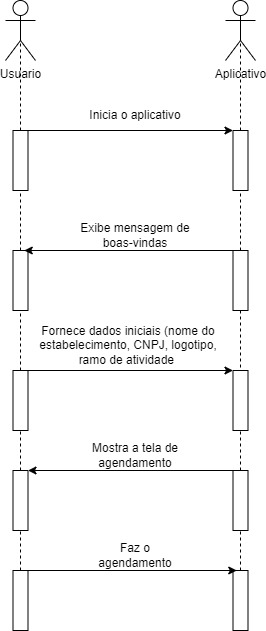 Usuario
Aplicativo
Inicia o aplicativo
Exibe mensagem de
boas-vindas
Fornece dados iniciais (nome do
estabelecimento, CNPJ, logotipo,
ramo de atividade
Mostra a tela de
agendamento
Faz o
agendamento